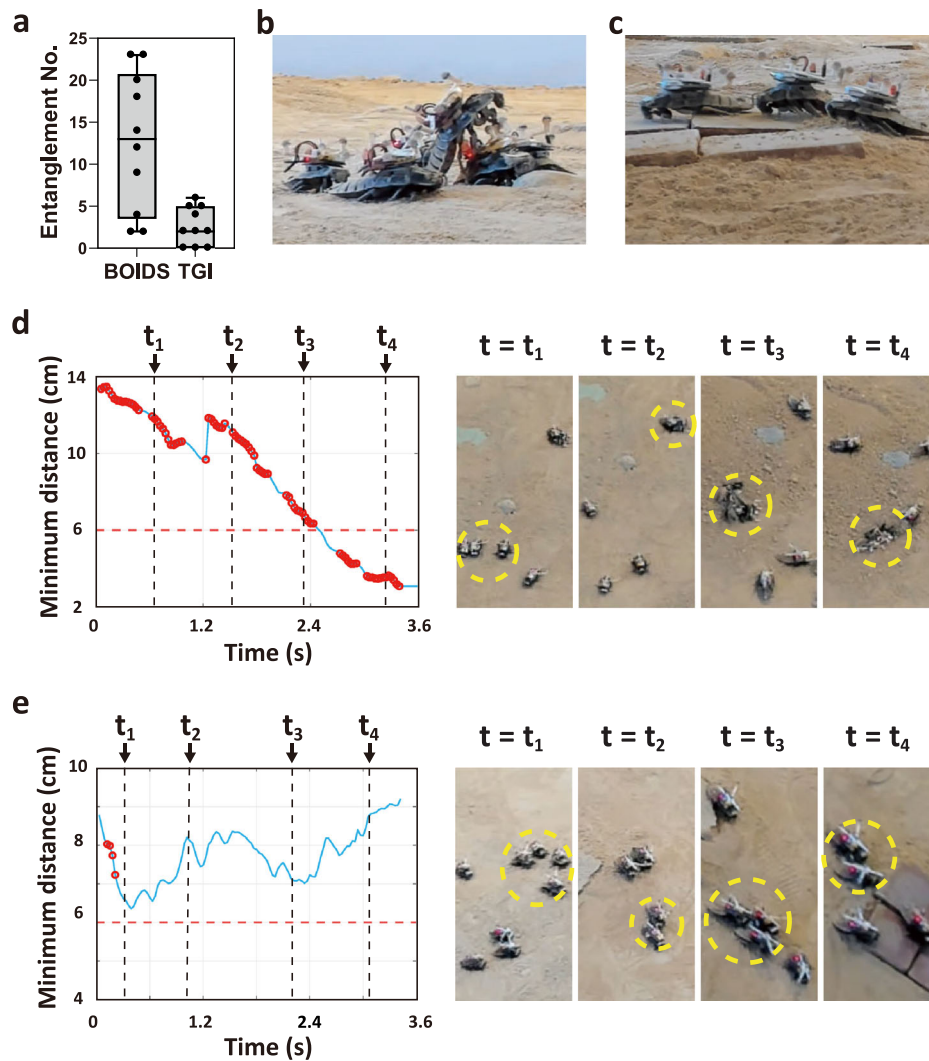 a
b
c
Entanglement No.
25
20
15
10
5
0
BOIDS TGI
d
t1 t2 t3 t4
Minimum distance (cm)
14
10
6
2
0 1.2 2.4 3.6
Time (s)
t = t1 t = t2 t = t3 t = t4
e
t1 t2 t3 t4
Minimum distance (cm)
10
8
6
4
0 1.2 2.4 3.6
Time (s)
t = t1 t = t2 t = t3 t = t4